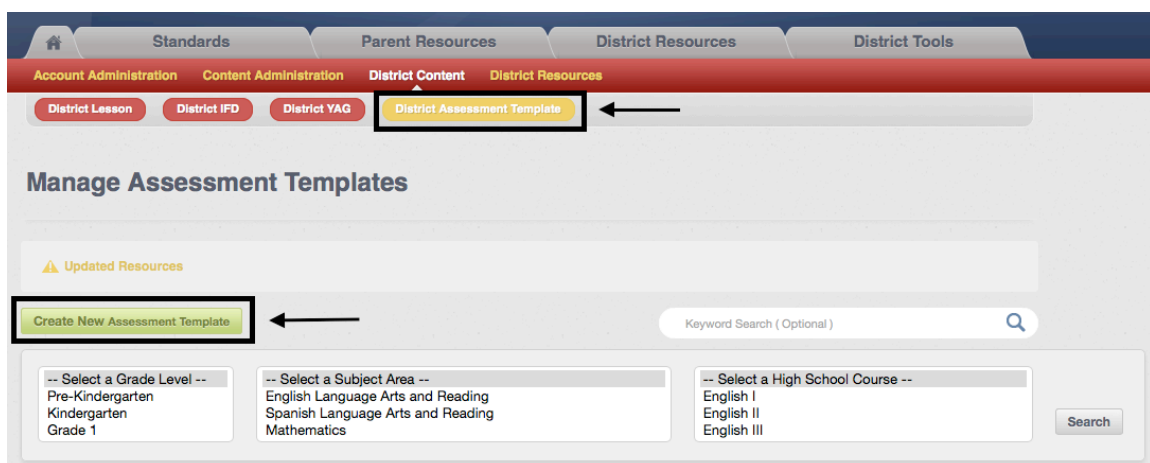 Standards Parent Resources District Resources District Tools
Account Administration Content Administration District Content District Resources
District Lesson District IFD District YAG District Assessment Template
Manage Assessment Templates
Updated Resources
Create New Assessment Template Keyword Search ( Optional )
-- Select a Grade Level -- -- Select a Subject Area -- -- Select a High School Course --
Pre-Kindergarten English Language Arts and Reading English I
Kindergarten Spanish Language Arts and Reading English II
Grade 1 Mathematics English III
Search